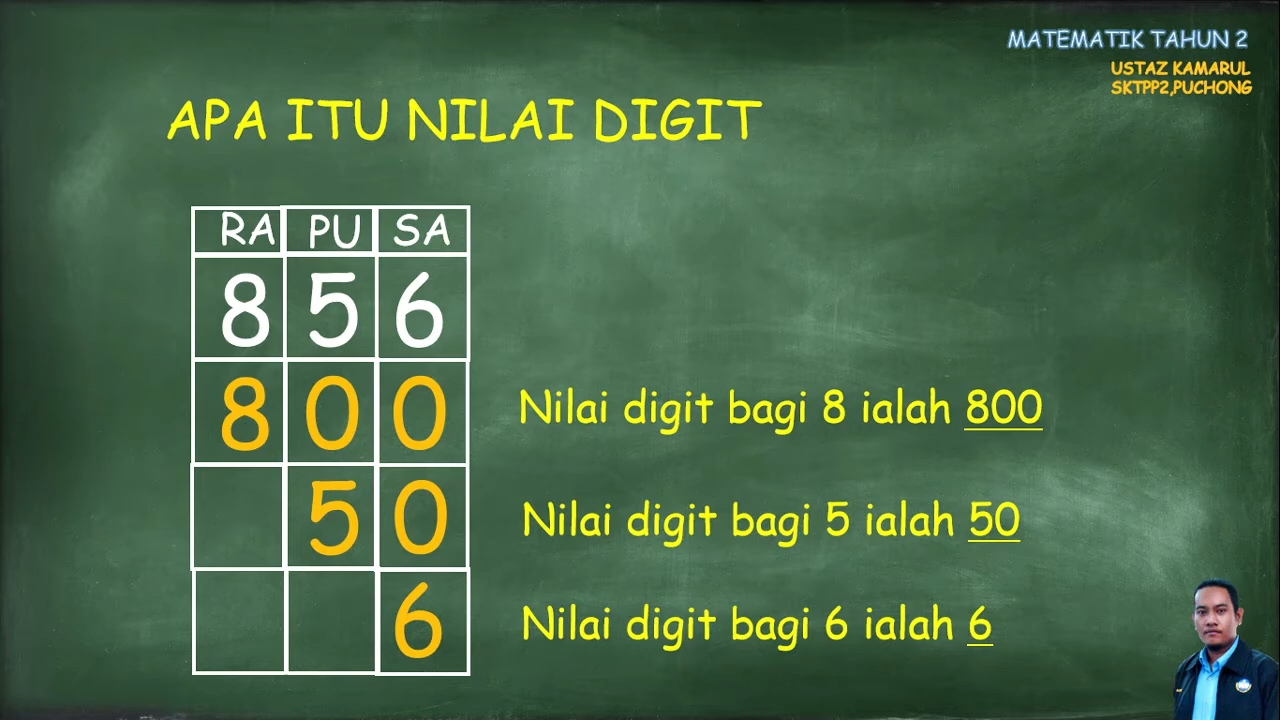 MATEMATIK TAHUN 2
USTAZ KAMARUL
SKTPP2,PUCHONG
APA ITU NILAI DIGIT
RA PU SA
8 5 6
8 0 0 Nilai digit bagi 8 ialah 800
5 0 Nilai digit bagi 5 ialah 50
6 Nilai digit bagi 6 ialah 6